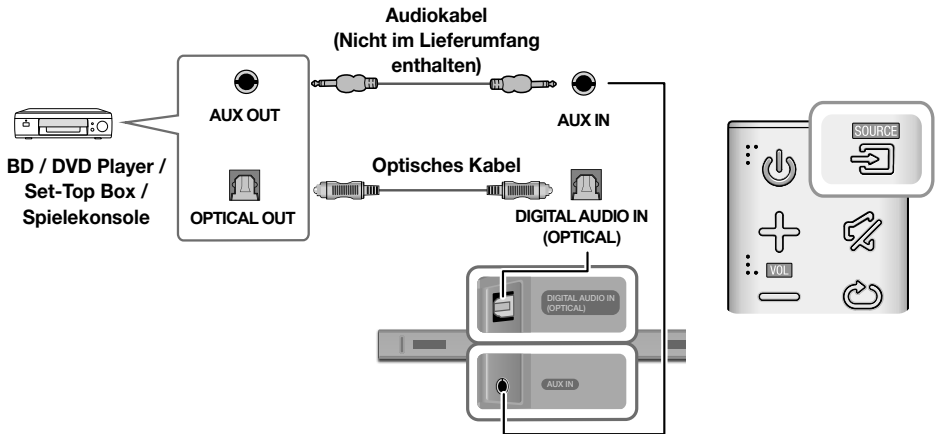 Audiokabel
(Nicht im Lieferumfang
enthalten)
AUX OUT
AUX IN
BD / DVD Player /
Set-Top Box /
Spielekonsole
Optisches Kabel
OPTICAL OUT
DIGITAL AUDIO IN
(OPTICAL)
DIGITAL AUDIO IN
(OPTICAL)
AUX IN
SOURCE
VOL